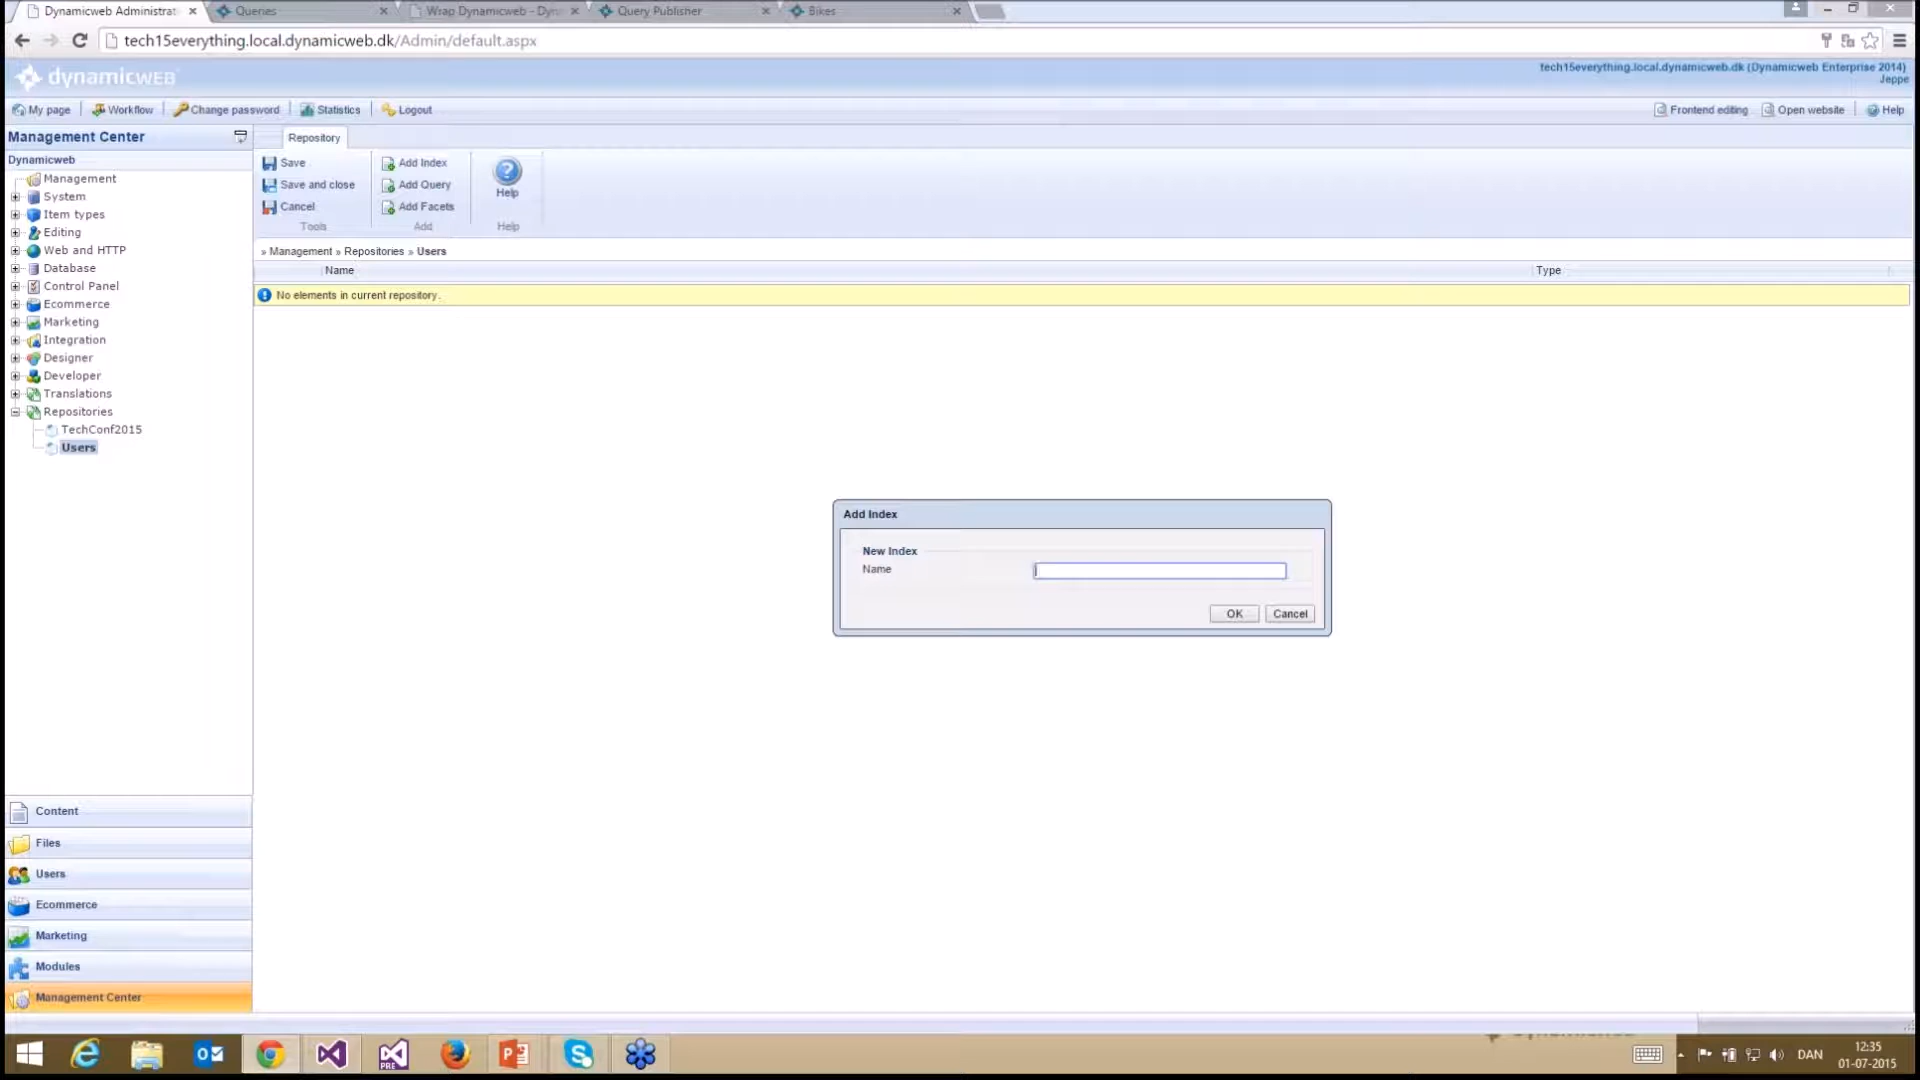 Dynamicweb Administrat
Queries
Wrap Dynamicweb - Dyn
Query Publisher
Bikes
tech15everything.local.dynamicweb.dk/Admin/default.aspx
dynamicweb
tech15everything.local.dynamicweb.dk (Dynamicweb Enterprise 2014)
Jeppe
My page
Workflow
Change password
Statistics
Logout
Frontend editing
Open website
Help
Management Center
Dynamicweb
Management
System
Item types
Editing
Web and HTTP
Database
Control Panel
Ecommerce
Marketing
Integration
Designer
Developer
Translations
Repositories
TechConf2015
Users
Repository
Save
Save and close
Cancel
Tools
Add Index
Add Query
Add Facets
Add
Help
Help
» Management » Repositories » Users
Name
Type
No elements in current repository.
Add Index
New Index
Name
OK
Cancel
Content
Files
Users
Ecommerce
Marketing
Modules
Management Center
DAN
12:35
01-07-2015